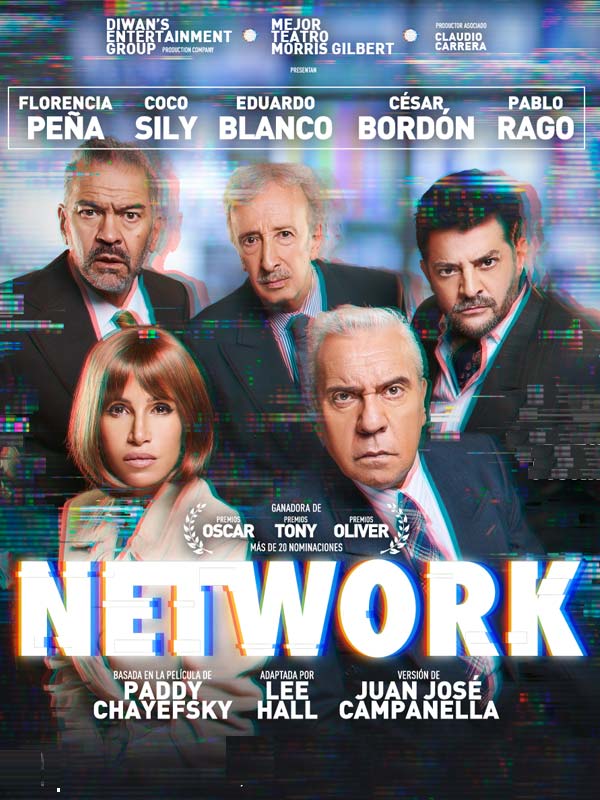 DIWAN'S
ENTERTAINMENT
GROUP PRODUCTION COMPANY
MEJOR
TEATRO
MORRIS GILBERT
PRODUCTOR ASOCIADO
CLAUDIO
CARRERA
PRESENTAN
FLORENCIA
PEÑA
COCO
SILY
EDUARDO
BLANCO
CÉSAR
BORDÓN
PABLO
RAGO
GANADORA DE
PREMIOS
OSCAR
PREMIOS
TONY
PREMIOS
OLIVER
MÁS DE 20 NOMINACIONES
NETWORK
BASADA EN LA PELÍCULA DE
PADDY
CHAYEFSKY
ADAPTADA POR
LEE
HALL
VERSIÓN DE
JUAN JOSÉ
CAMPANELLA